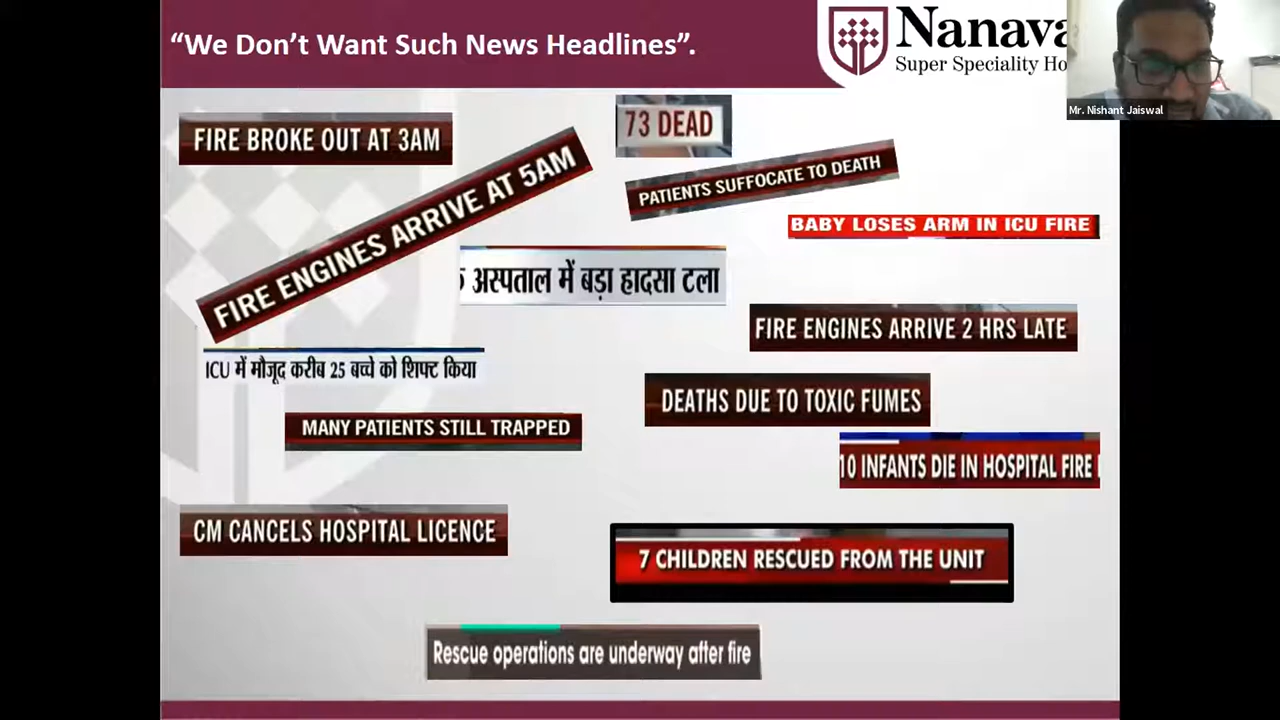 “We Don’t Want Such News Headlines”.
Nanava
Super Speciality Ho
Mr. Nishant Jaiswal
FIRE BROKE OUT AT 3AM
73 DEAD
FIRE ENGINES ARRIVE AT 5AM
PATIENTS SUFFOCATE TO DEATH
BABY LOSES ARM IN ICU FIRE
अस्पताल में बड़ा हादसा टला
FIRE ENGINES ARRIVE 2 HRS LATE
ICU में मौजूद करीब 25 बच्चे को शिफ्ट किया
DEATHS DUE TO TOXIC FUMES
MANY PATIENTS STILL TRAPPED
10 INFANTS DIE IN HOSPITAL FIRE
CM CANCELS HOSPITAL LICENCE
7 CHILDREN RESCUED FROM THE UNIT
Rescue operations are underway after fire